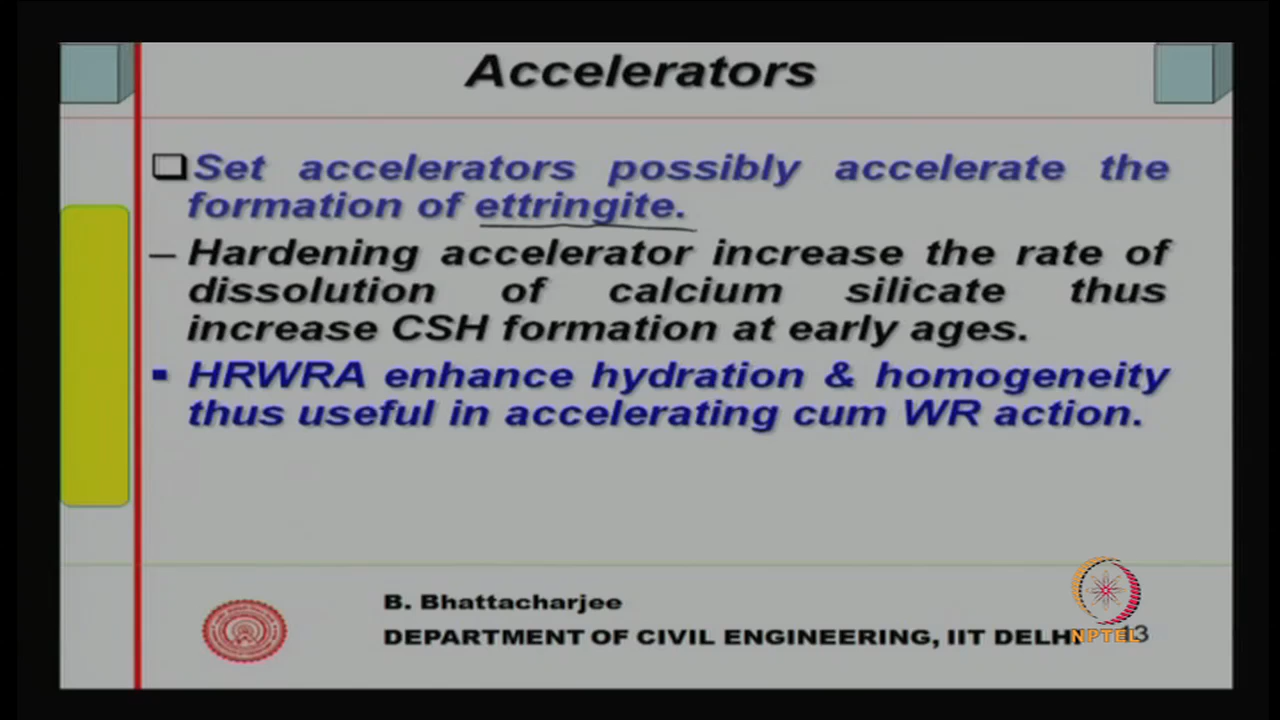 Accelerators
Set accelerators possibly accelerate the
formation of ettringite.
– Hardening accelerator increase the rate of
dissolution of calcium silicate thus
increase CSH formation at early ages.
▪ HRWRA enhance hydration & homogeneity
thus useful in accelerating cum WR action.
B. Bhattacharjee
DEPARTMENT OF CIVIL ENGINEERING, IIT DELHI
NPTEL
13